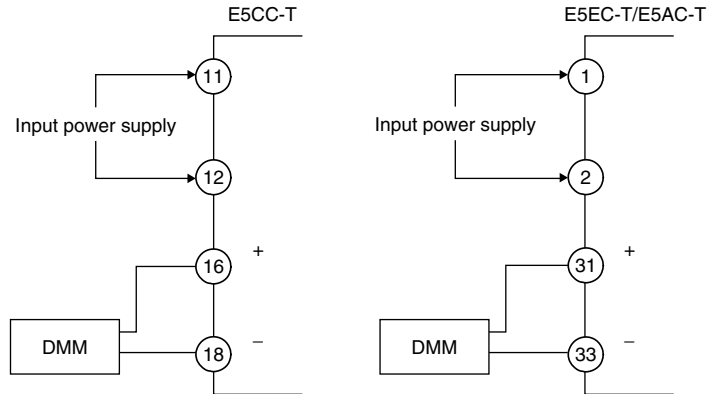 E5CC-T
11
Input power supply
12
16
+
DMM
18
–
E5EC-T/E5AC-T
1
Input power supply
2
31
+
DMM
33
–